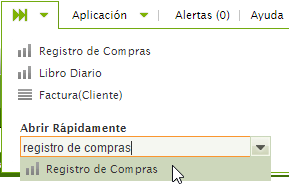 Aplicación Alertas (0) Ayuda
Registro de Compras
Libro Diario
Factura(Cliente)
Abrir Rápidamente
registro de compras
Registro de Compras